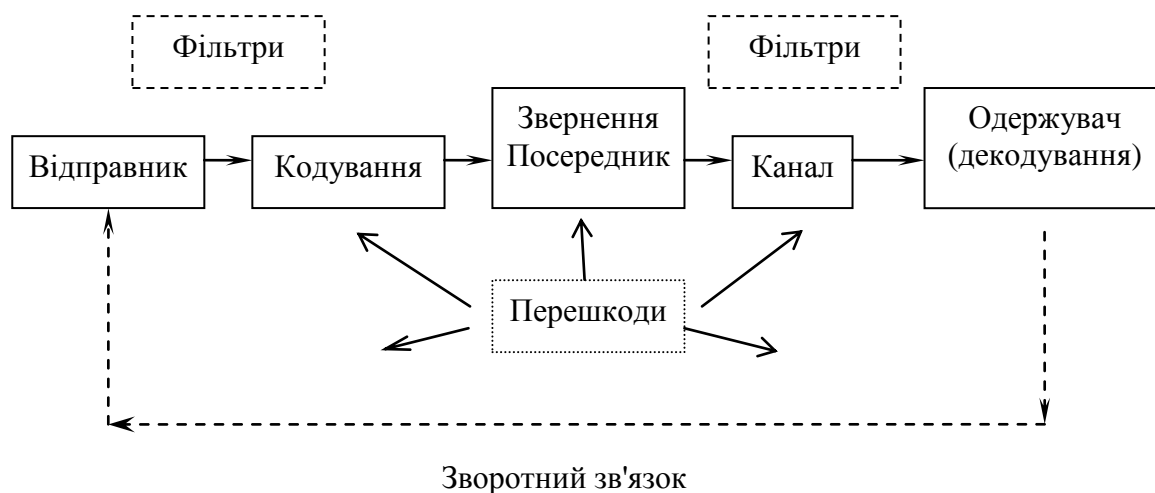 Фільтри
Фільтри
Відправник
Кодування
Звернення
Посередник
Канал
Одержувач
(декодування)
Перешкоди
Зворотний зв'язок